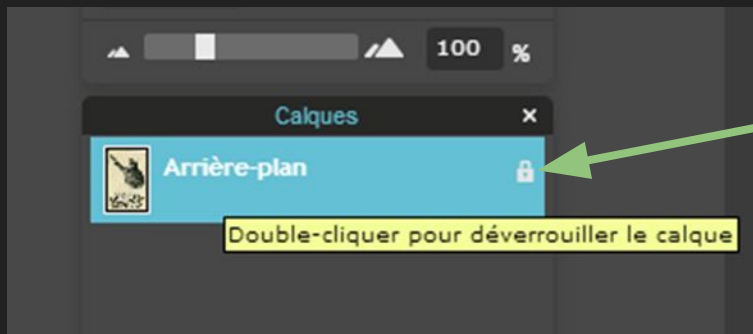 100 %
Calques ×
Arrière-plan
Double-cliquer pour déverrouiller le calque